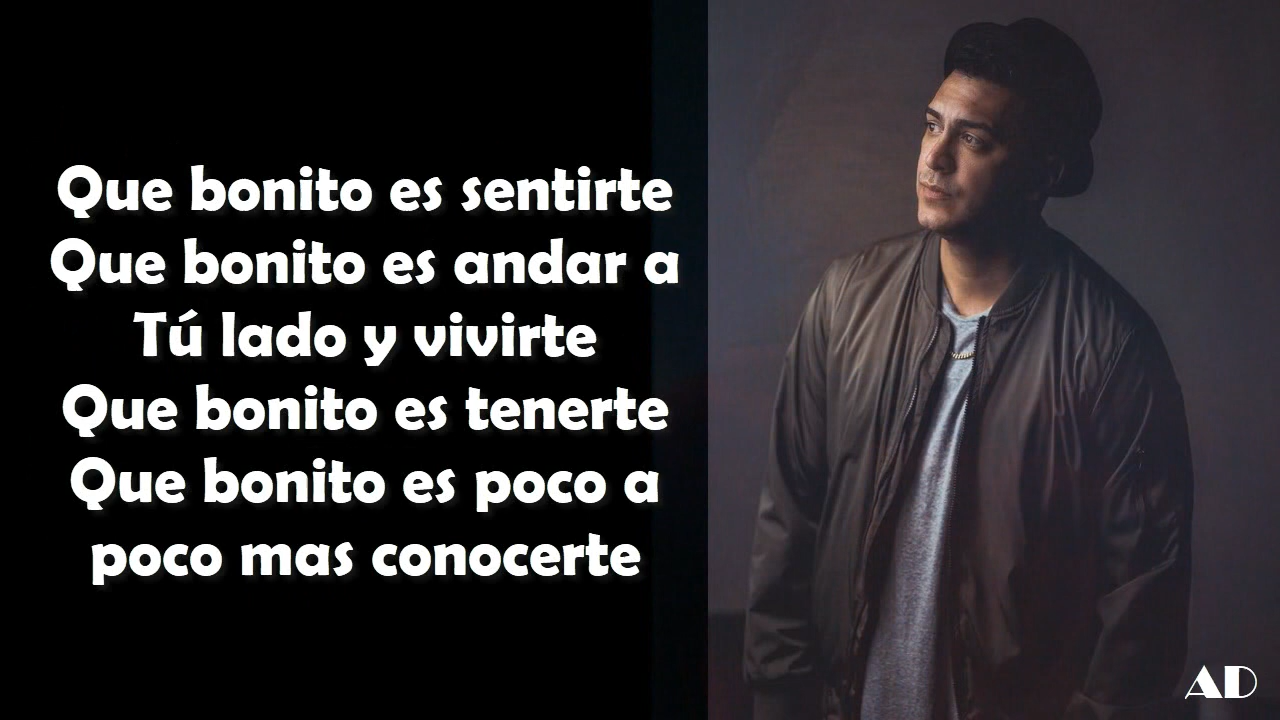 Que bonito es sentirte
Que bonito es andar a
Tú lado y vivirte
Que bonito es tenerte
Que bonito es poco a
poco mas conocerte
AD